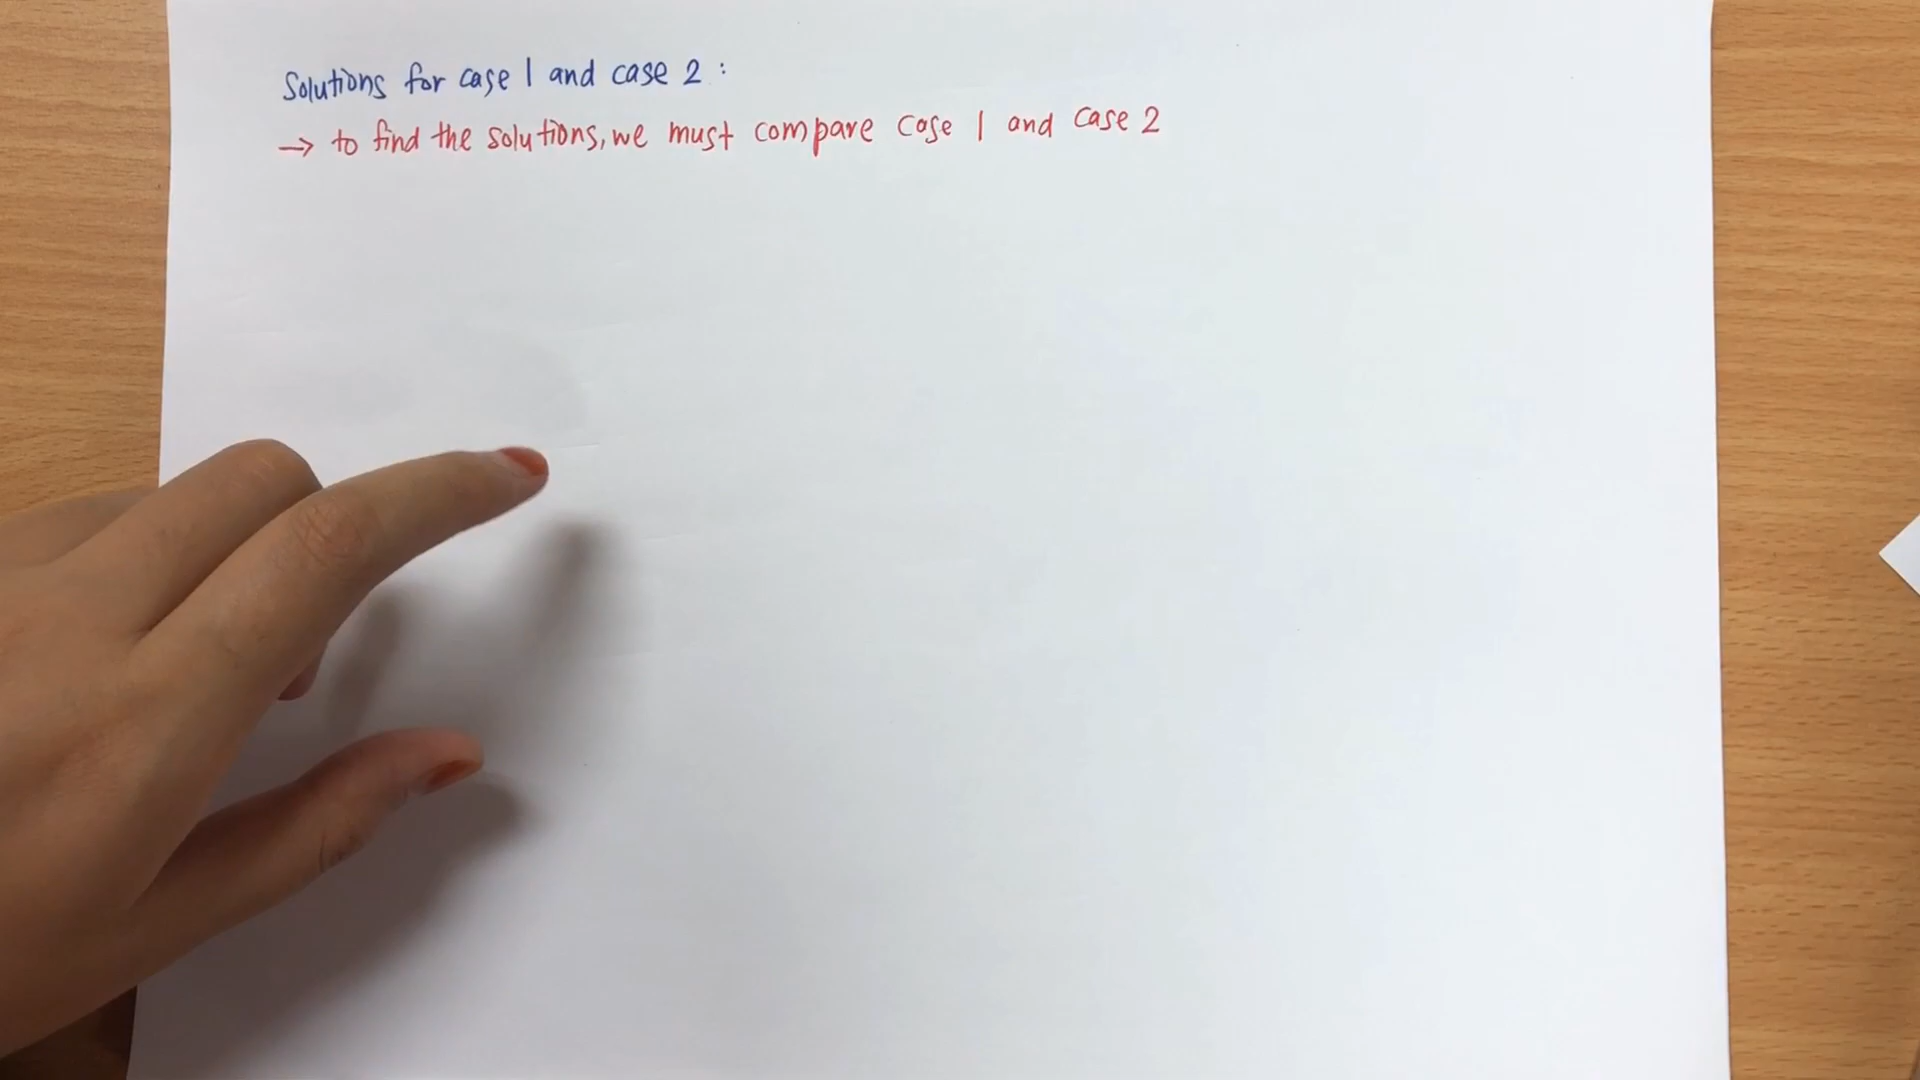 Solutions for case 1 and case 2 :
→ to find the solutions, we must compare case 1 and case 2